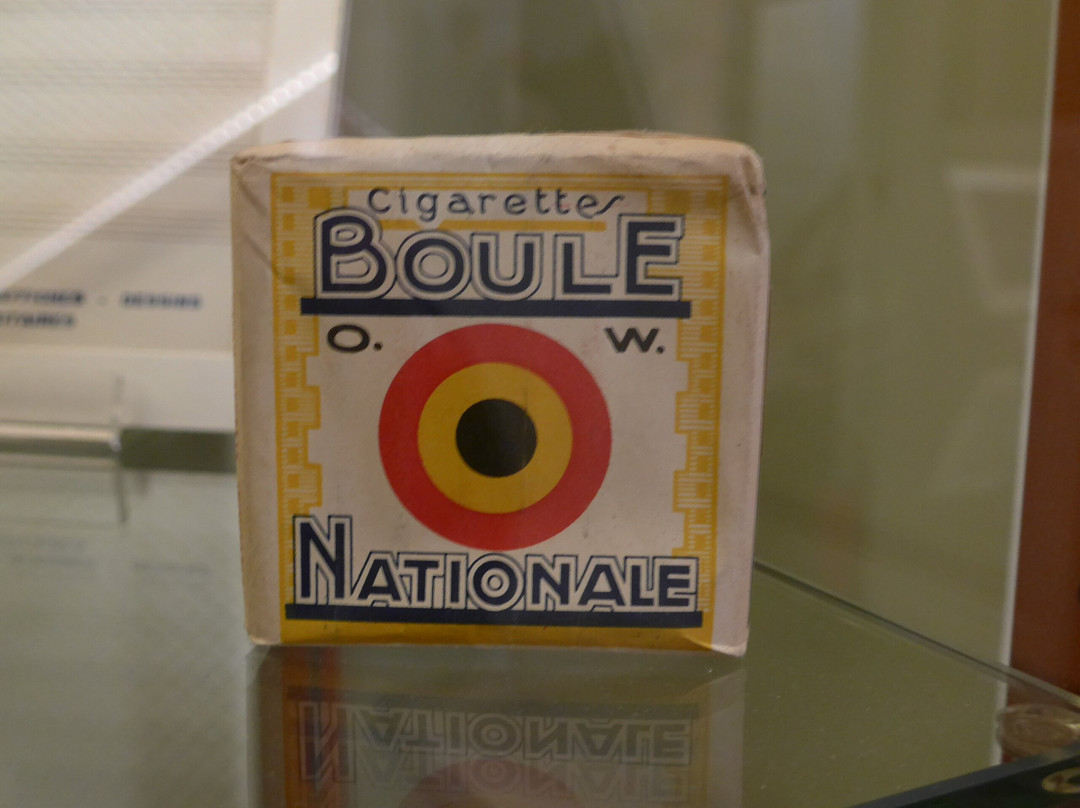 Cigarettes
BOULE
O. W.
NATIONALE